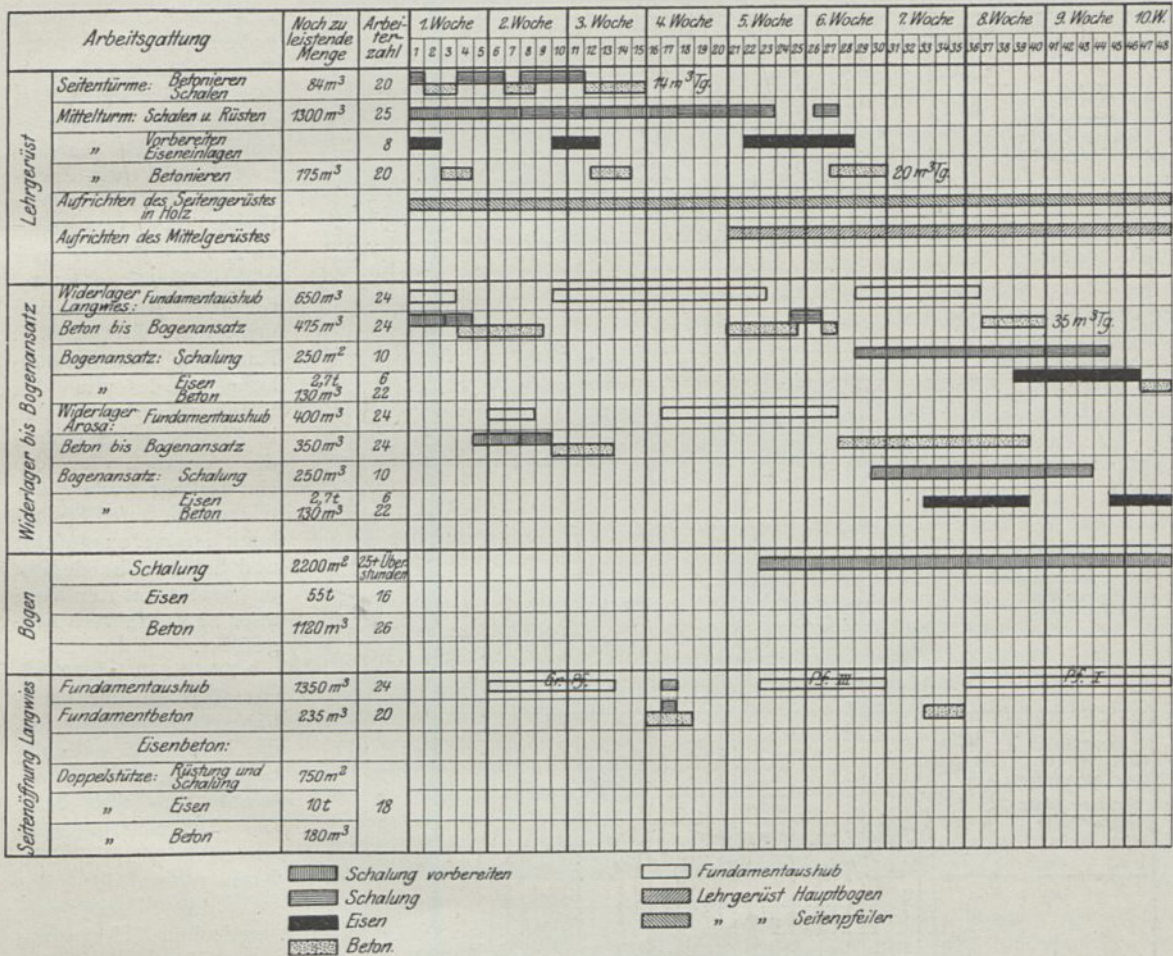 Arbeitsgattung
Noch zu leistende Menge
Arbeiterzahl
1. Woche 2. Woche 3. Woche 4. Woche 5. Woche 6. Woche 7. Woche 8. Woche 9. Woche 10. W.
1 2 3 4 5 6 7 8 9 10 11 12 13 14 15 16 17 18 19 20 21 22 23 24 25 26 27 28 29 30 31 32 33 34 35 36 37 38 39 40 41 42 43 44 45 46 47 48
Lehrgerüst
Seitentürme: Betonieren 84 m³ 20 14 m³ Tg.
Schalen
Mittelturm: Schalen u. Rüsten 1300 m³ 25
„ Vorbereiten 8
Eiseneinlagen
„ Betonieren 175 m³ 20 20 m³ Tg.
Aufrichten des Seitengerüstes
in Holz
Aufrichten des Mittelgerüstes
Widerlager bis Bogenansatz
Widerlager
Langwies: Fundamentaushub 650 m³ 24
Beton bis Bogenansatz 475 m³ 24 35 m³ Tg.
Bogenansatz: Schalung 250 m² 10
„ Eisen 2,7 t 6
Beton 130 m³ 22
Widerlager
Arosa: Fundamentaushub 400 m³ 24
Beton bis Bogenansatz 350 m³ 24
Bogenansatz: Schalung 250 m³ 10
„ Eisen 2,7 t 6
Beton 130 m³ 22
Bogen
Schalung 2200 m² 25 + Überstunden
Eisen 55 t 16
Beton 1120 m³ 26
Seitenöffnung Langwies
Fundamentaushub 1350 m³ 24 Gr. Pf. Pf. III Pf. I
Fundamentbeton 235 m³ 20
Eisenbeton:
Doppelstütze: Rüstung und 750 m²
Schalung
„ Eisen 10 t 18
„ Beton 180 m³
Schalung vorbereiten
Schalung
Eisen
Beton.
Fundamentaushub
Lehrgerüst Hauptbogen
„ „ Seitenpfeiler